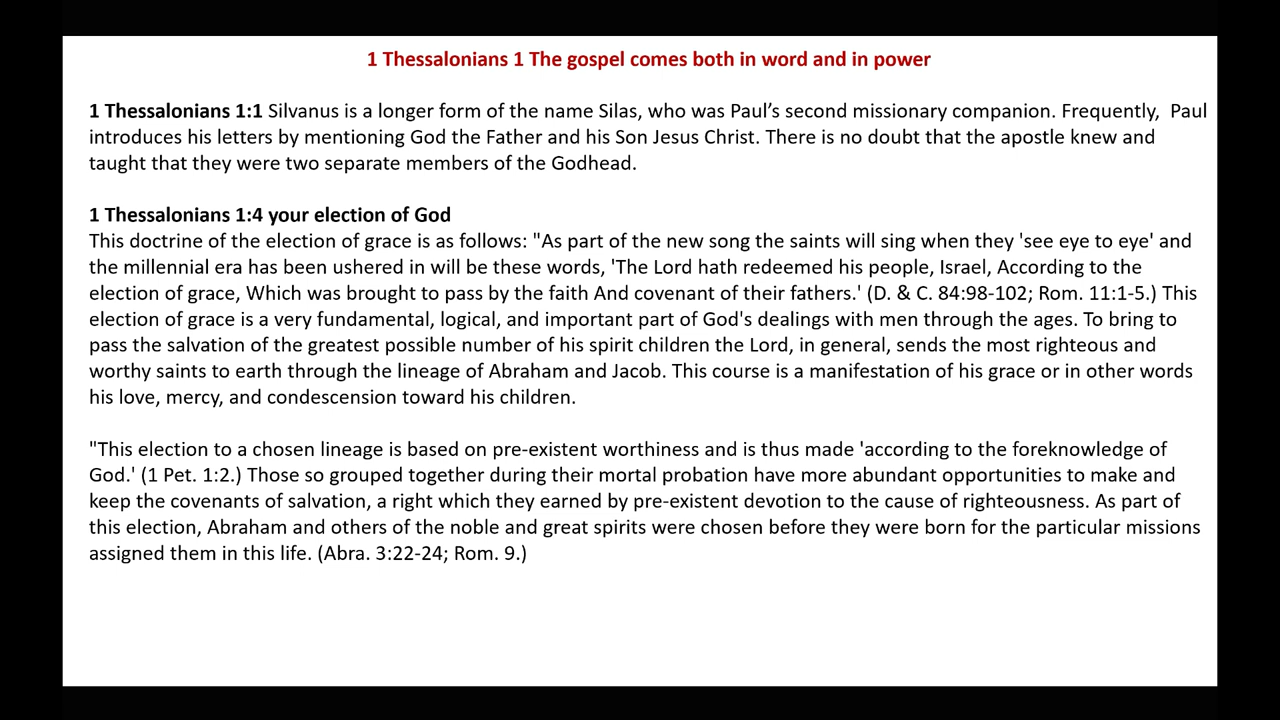 1 Thessalonians 1 The gospel comes both in word and in power
1 Thessalonians 1:1 Silvanus is a longer form of the name Silas, who was Paul’s second missionary companion. Frequently,  Paul
introduces his letters by mentioning God the Father and his Son Jesus Christ. There is no doubt that the apostle knew and
taught that they were two separate members of the Godhead.
1 Thessalonians 1:4 your election of God
This doctrine of the election of grace is as follows: "As part of the new song the saints will sing when they 'see eye to eye' and
the millennial era has been ushered in will be these words, 'The Lord hath redeemed his people, Israel, According to the
election of grace, Which was brought to pass by the faith And covenant of their fathers.' (D. & C. 84:98-102; Rom. 11:1-5.) This
election of grace is a very fundamental, logical, and important part of God's dealings with men through the ages. To bring to
pass the salvation of the greatest possible number of his spirit children the Lord, in general, sends the most righteous and
worthy saints to earth through the lineage of Abraham and Jacob. This course is a manifestation of his grace or in other words
his love, mercy, and condescension toward his children.
"This election to a chosen lineage is based on pre-existent worthiness and is thus made 'according to the foreknowledge of
God.' (1 Pet. 1:2.) Those so grouped together during their mortal probation have more abundant opportunities to make and
keep the covenants of salvation, a right which they earned by pre-existent devotion to the cause of righteousness. As part of
this election, Abraham and others of the noble and great spirits were chosen before they were born for the particular missions
assigned them in this life. (Abra. 3:22-24; Rom. 9.)